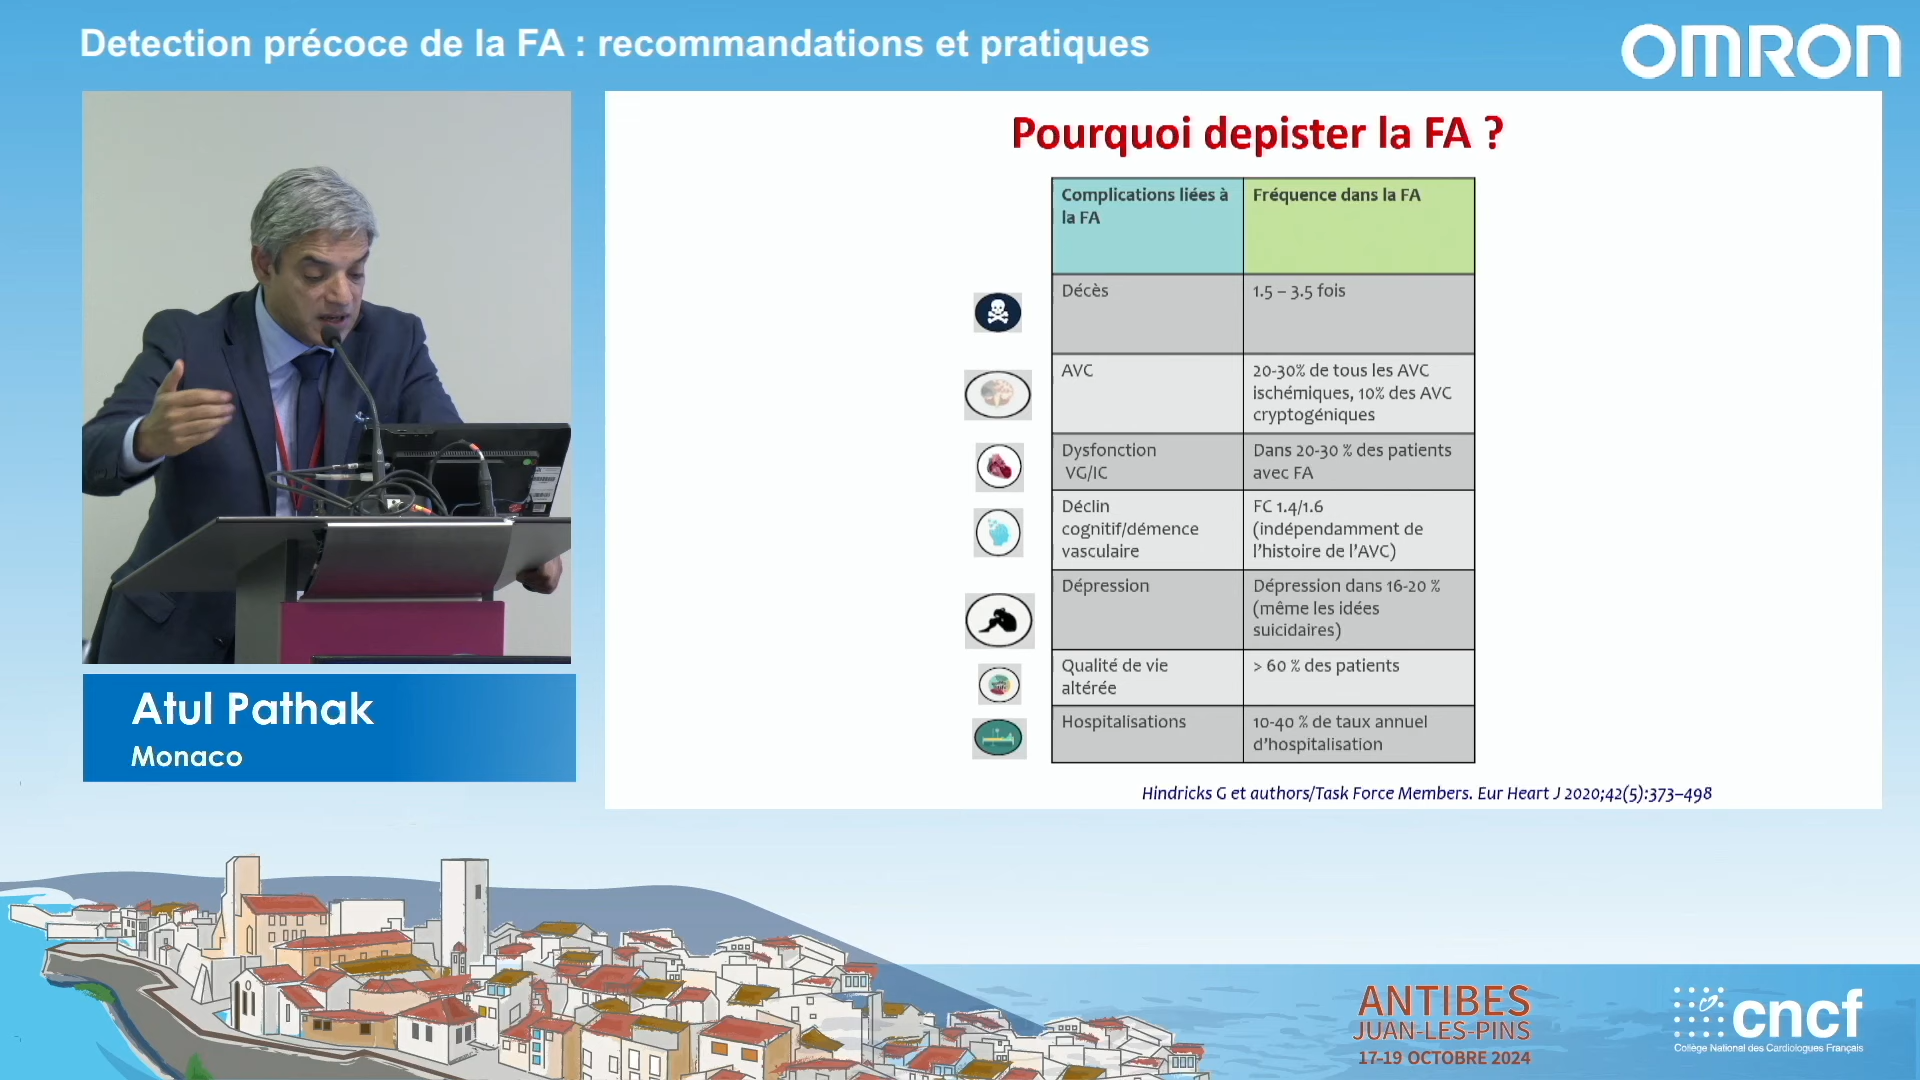 Detection précoce de la FA : recommandations et pratiques
OMRON
Pourquoi depister la FA ?
Complications liées à
la FA
Fréquence dans la FA
Décès
1.5 – 3.5 fois
AVC
20-30% de tous les AVC
ischémiques, 10% des AVC
cryptogéniques
Dysfonction
VG/IC
Dans 20-30 % des patients
avec FA
Déclin
cognitif/démence
vasculaire
FC 1.4/1.6
(indépendamment de
l'histoire de l'AVC)
Dépression
Dépression dans 16-20 %
(même les idées
suicidaires)
Qualité de vie
altérée
> 60 % des patients
Hospitalisations
10-40 % de taux annuel
d'hospitalisation
Hindricks G et authors/Task Force Members. Eur Heart J 2020;42(5):373–498
Atul Pathak
Monaco
ANTIBES
JUAN-LES-PINS
17-19 OCTOBRE 2024
cncf
Collège National des Cardiologues Français